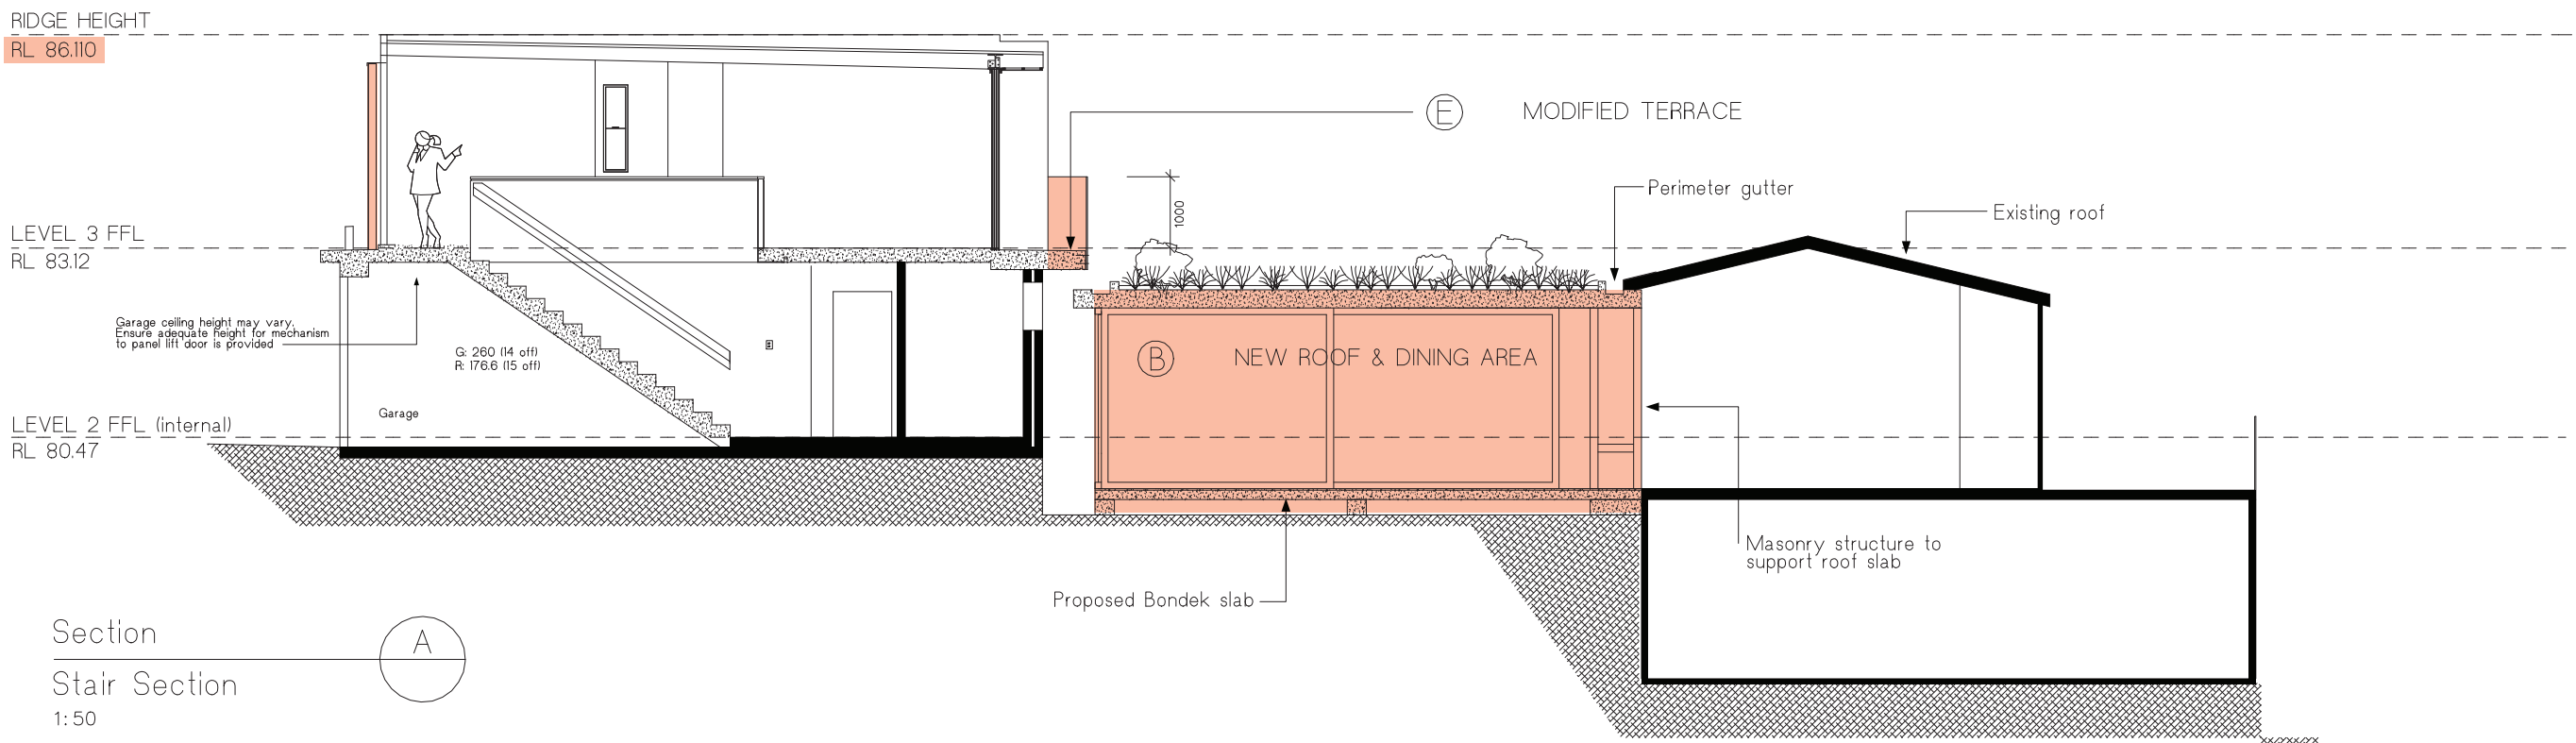 RIDGE HEIGHT
RL 86.110
E
MODIFIED TERRACE
1000
Perimeter gutter
Existing roof
LEVEL 3 FFL
RL 83.12
Garage ceiling height may vary.
Ensure adequate height for mechanism
to panel lift door is provided
G: 260 (14 off)
R: 176.6 (15 off)
B
NEW ROOF & DINING AREA
Garage
LEVEL 2 FFL (internal)
RL 80.47
Masonry structure to
support roof slab
Proposed Bondek slab
Section
A
Stair Section
1:50